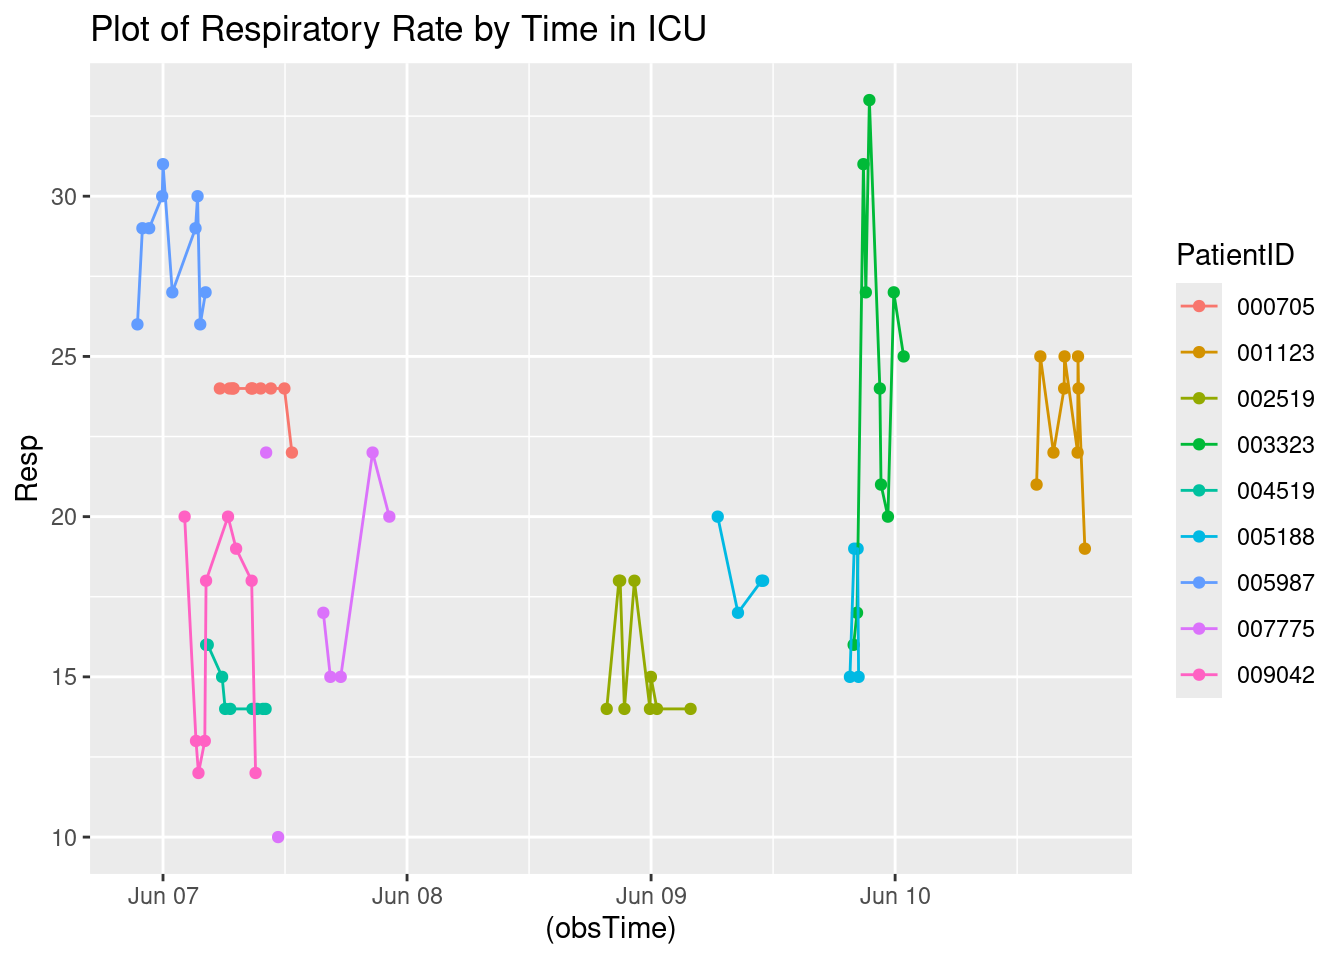 Plot of Respiratory Rate by Time in ICU
Resp
30
25
20
15
10
Jun 07
Jun 08
Jun 09
Jun 10
(obsTime)
PatientID
000705
001123
002519
003323
004519
005188
005987
007775
009042